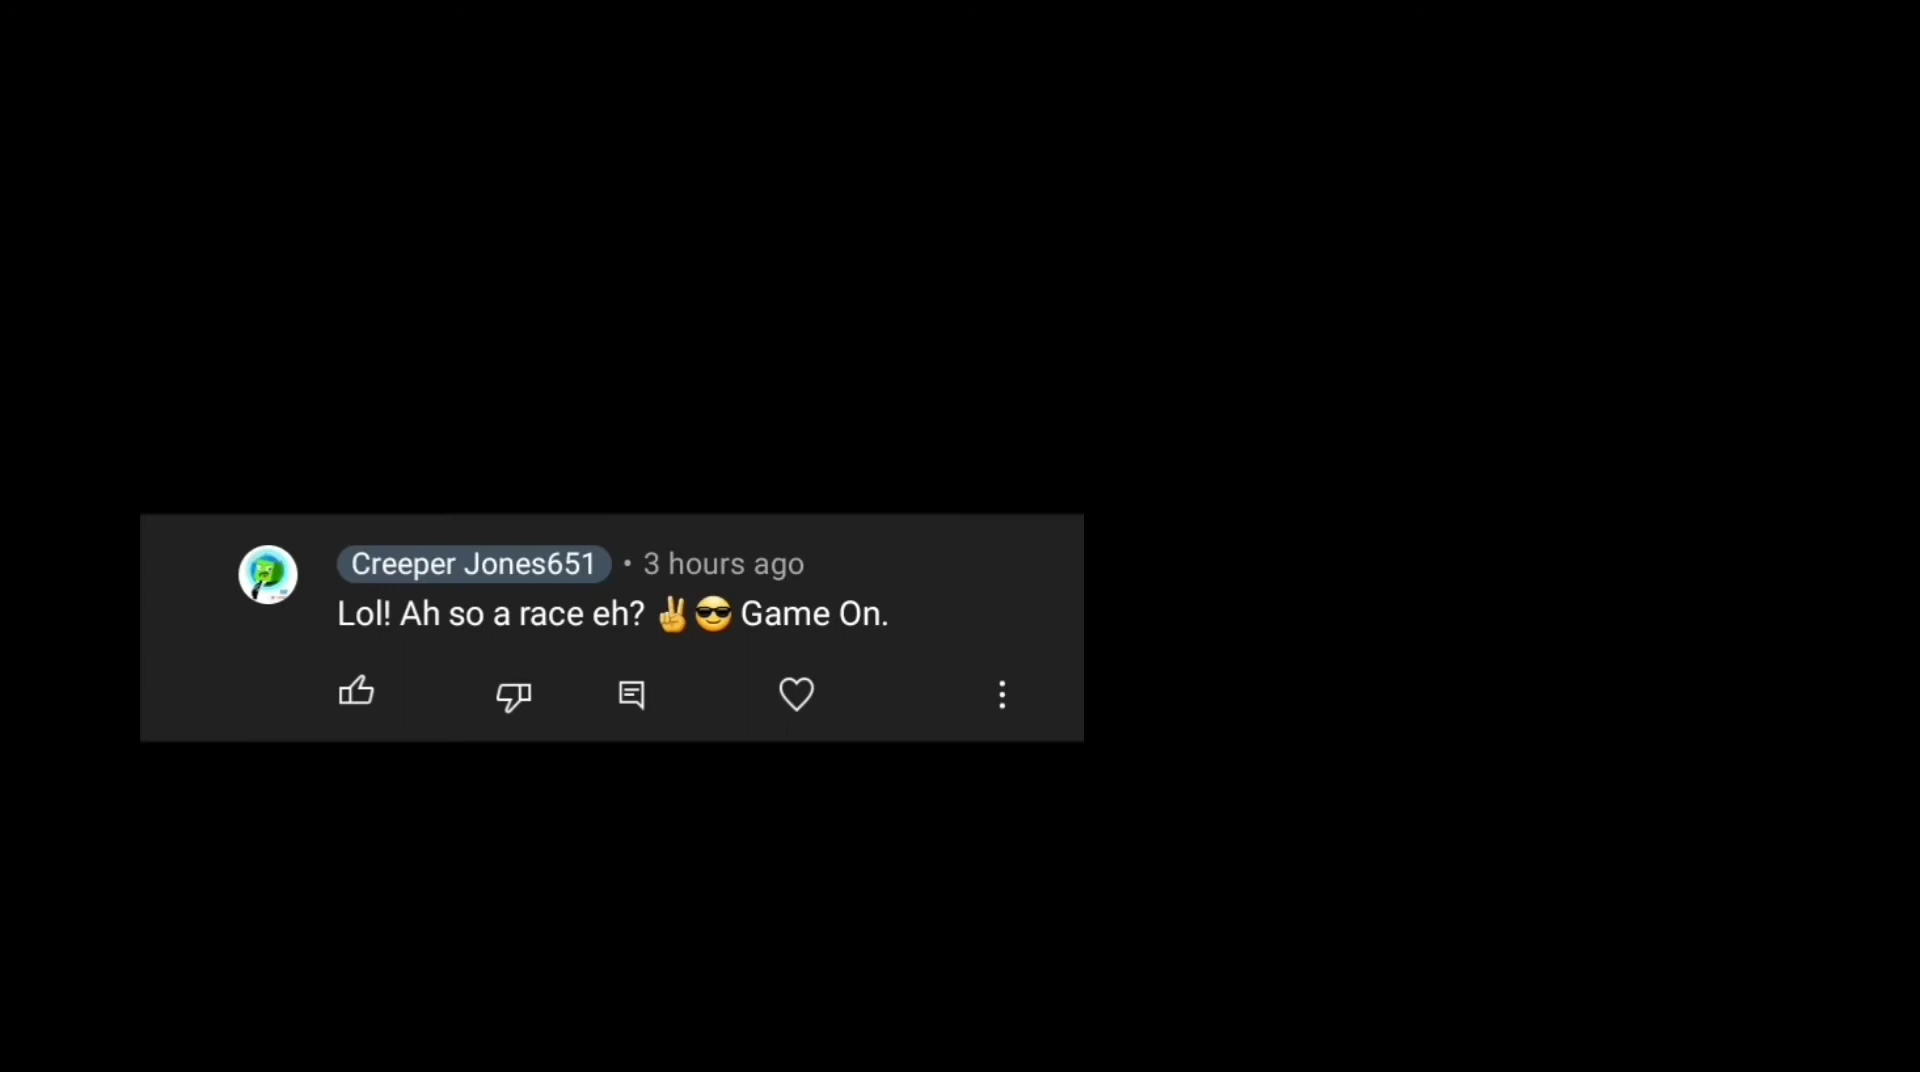 Creeper Jones651 • 3 hours ago
Lol! Ah so a race eh? ✌😎 Game On.